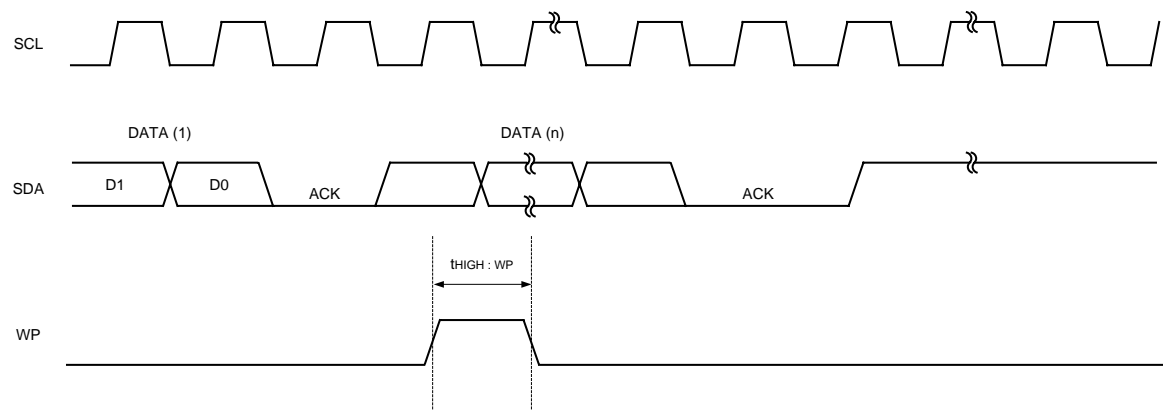 SCL
DATA (1)
DATA (n)
SDA
D1
D0
ACK
ACK
tHIGH : WP
WP